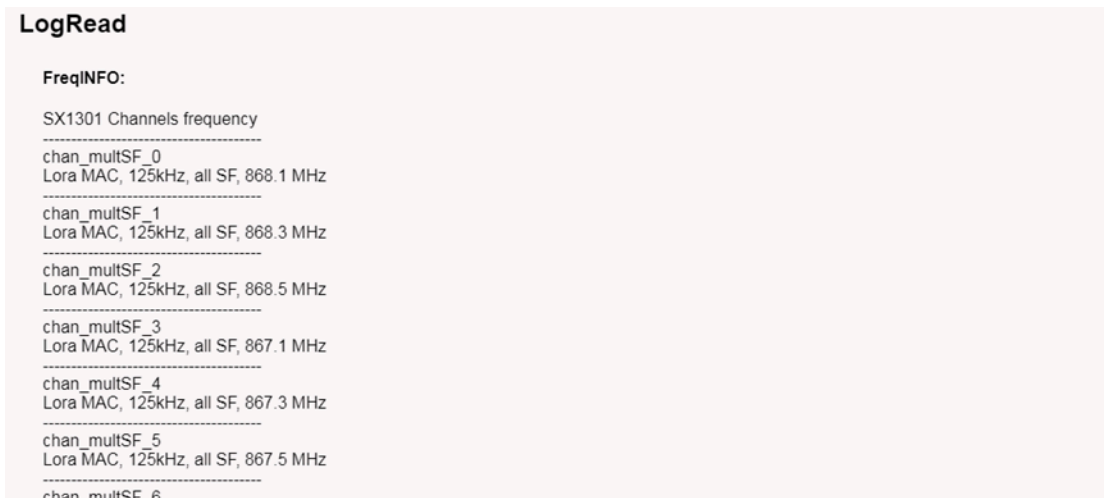 LogRead
FreqINFO:
SX1301 Channels frequency
----------------------------------------
chan_multSF_0
Lora MAC, 125kHz, all SF, 868.1 MHz
----------------------------------------
chan_multSF_1
Lora MAC, 125kHz, all SF, 868.3 MHz
----------------------------------------
chan_multSF_2
Lora MAC, 125kHz, all SF, 868.5 MHz
----------------------------------------
chan_multSF_3
Lora MAC, 125kHz, all SF, 867.1 MHz
----------------------------------------
chan_multSF_4
Lora MAC, 125kHz, all SF, 867.3 MHz
----------------------------------------
chan_multSF_5
Lora MAC, 125kHz, all SF, 867.5 MHz
----------------------------------------
chan_multSF_6